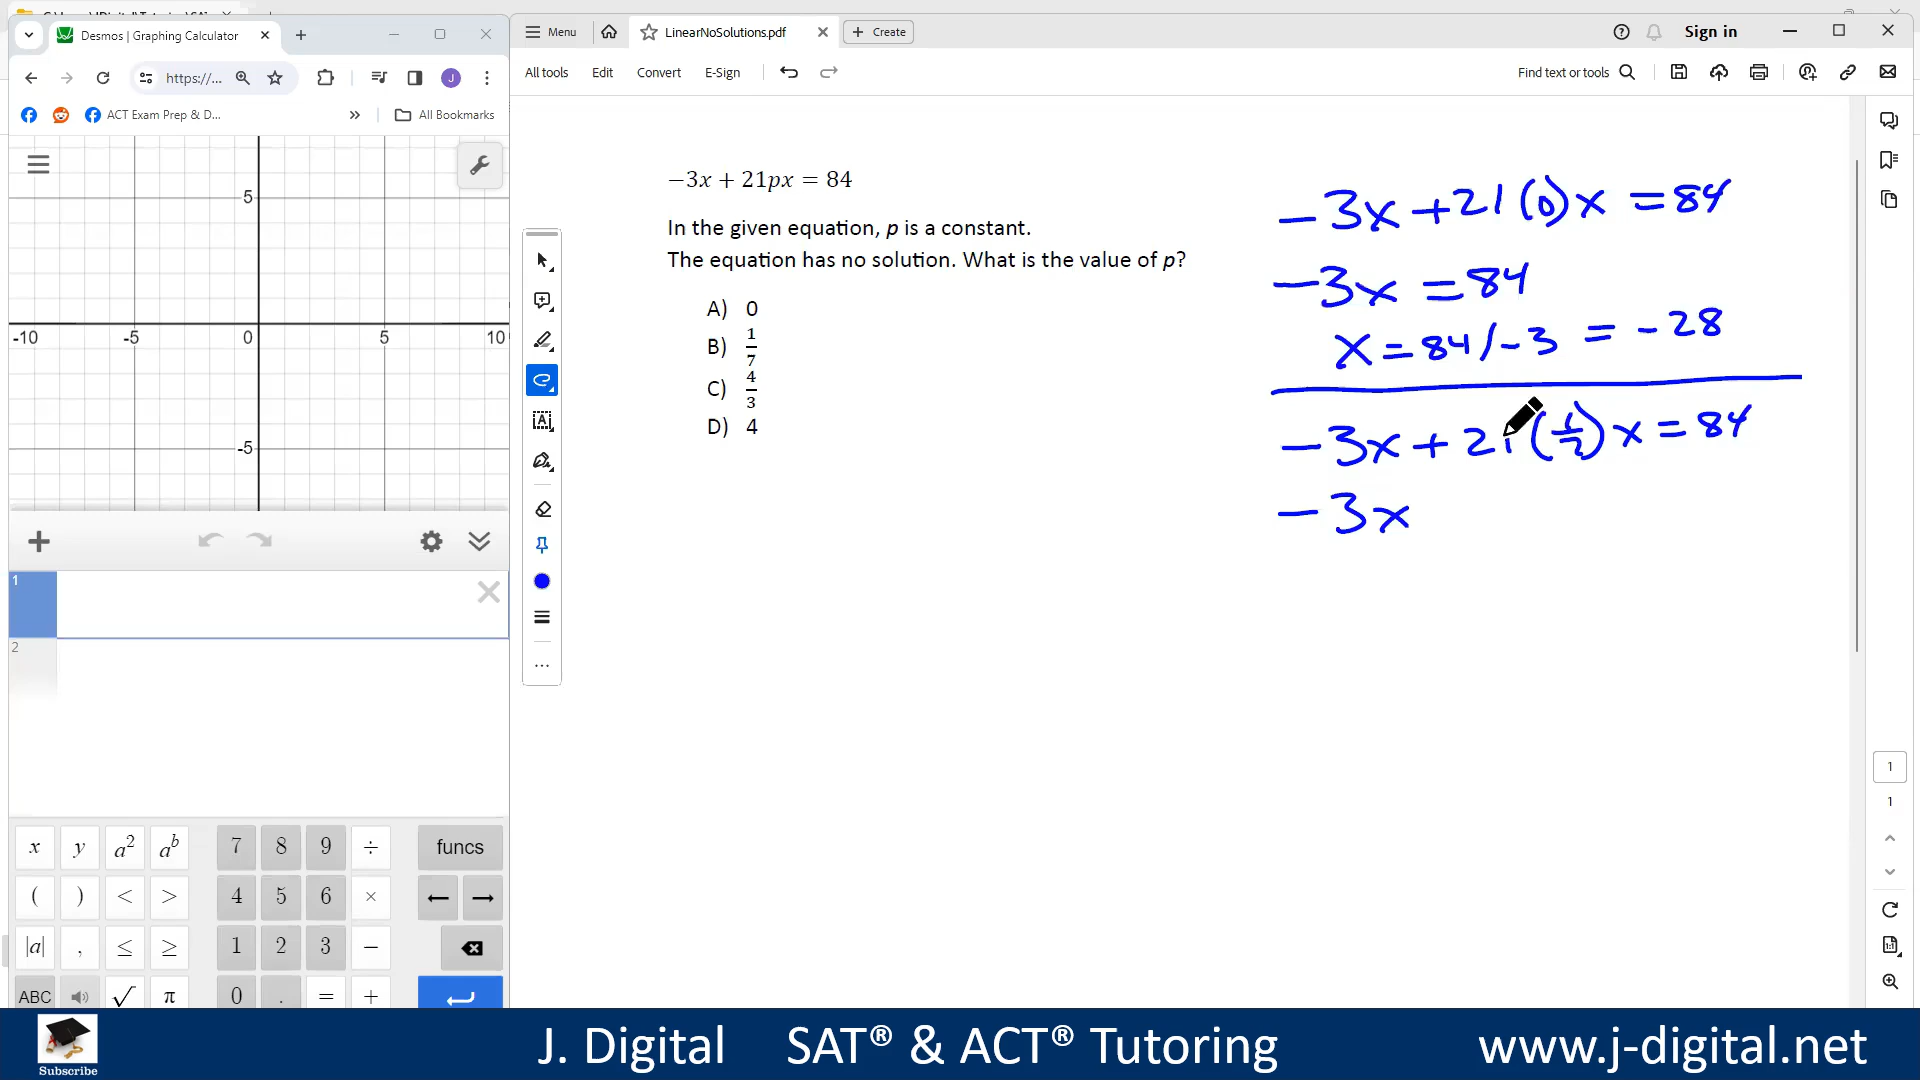 Desmos | Graphing Calculator
https://...
J
ACT Exam Prep & D...
All Bookmarks
5
-10 -5 0 5 10
-5
1
2
x y a² aᵇ 7 8 9 ÷ funcs
( ) < > 4 5 6 ×
|a| , ≤ ≥ 1 2 3 −
ABC √ π 0 . = +
Menu
LinearNoSolutions.pdf
Create
Sign in
All tools Edit Convert E-Sign
Find text or tools
−3x + 21px = 84
In the given equation, p is a constant.
The equation has no solution. What is the value of p?
A) 0
B) 1/7
C) 4/3
D) 4
−3x + 21(0)x = 84
−3x = 84
x = 84/−3 = −28
−3x + 21(1/7)x = 84
−3x
1
1
J. Digital SAT® & ACT® Tutoring www.j-digital.net
Subscribe